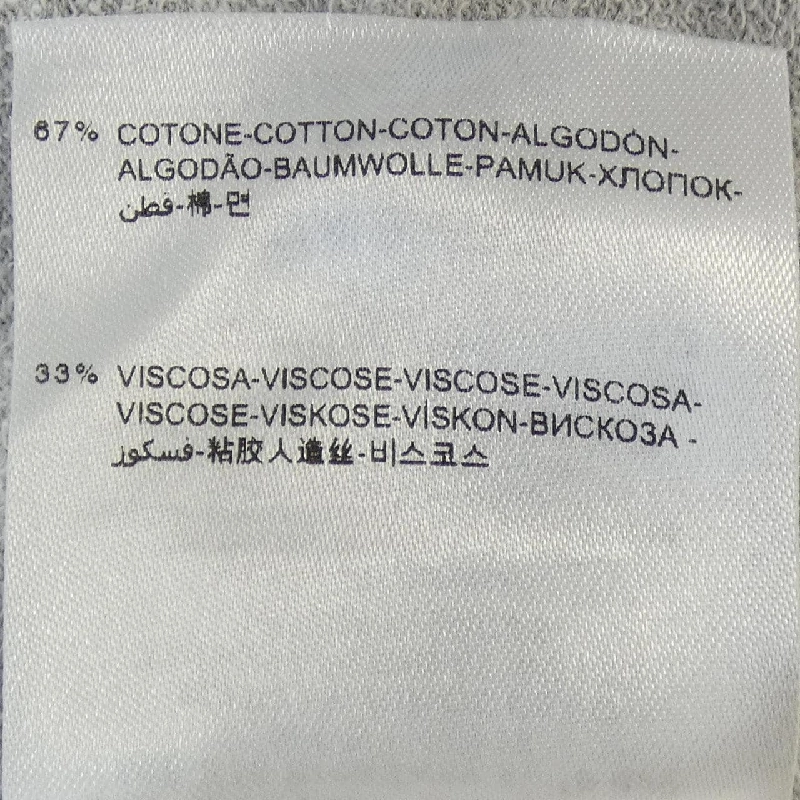 67% COTONE-COTTON-COTON-ALGODÓN-
ALGODÃO-BAUMWOLLE-PAMUK-ХЛОПОК-
قطن-棉-면
33% VISCOSA-VISCOSE-VISCOSE-VISCOSA-
VISCOSE-VISKOSE-VİSKON-ВИСКОЗА -
فسكوز-粘胶人造丝-비스코스